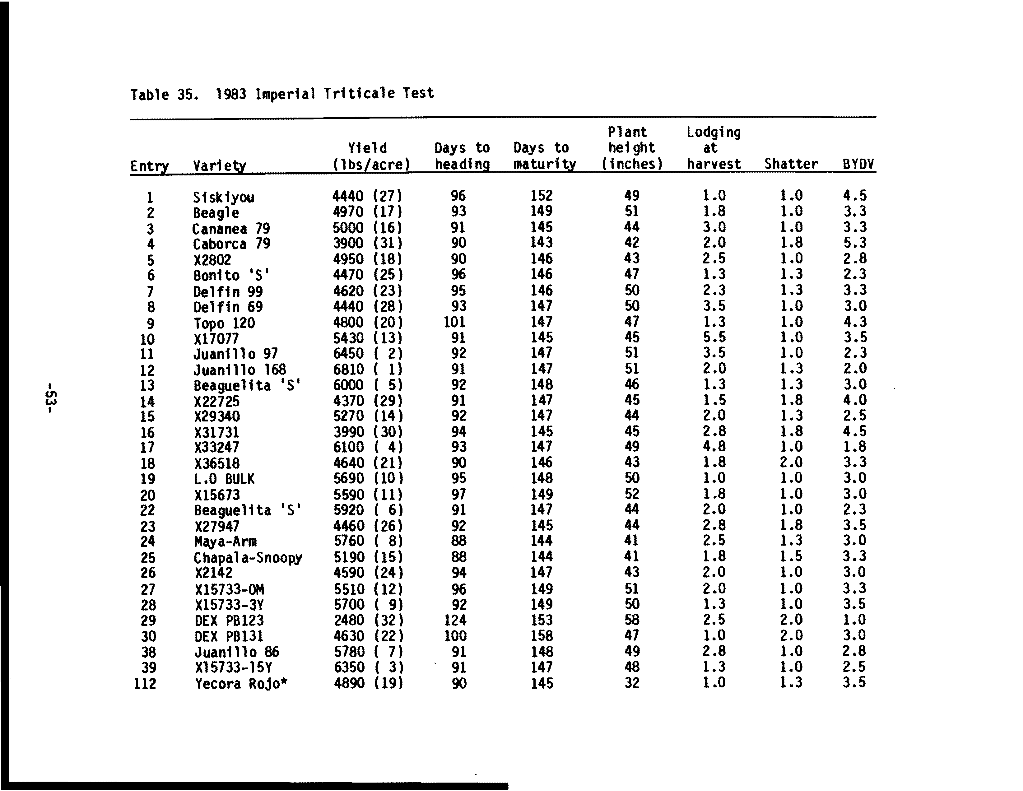 Table 35. 1983 Imperial Triticale Test
Plant Lodging
Yield Days to Days to height at
Entry Variety (lbs/acre) heading maturity (inches) harvest Shatter BYDV
1 Siskiyou 4440 (27) 96 152 49 1.0 1.0 4.5
2 Beagle 4970 (17) 93 149 51 1.8 1.0 3.3
3 Cananea 79 5000 (16) 91 145 44 3.0 1.0 3.3
4 Caborca 79 3900 (31) 90 143 42 2.0 1.8 5.3
5 X2802 4950 (18) 90 146 43 2.5 1.0 2.8
6 Bonito 'S' 4470 (25) 96 146 47 1.3 1.3 2.3
7 Delfin 99 4620 (23) 95 146 50 2.3 1.3 3.3
8 Delfin 69 4440 (28) 93 147 50 3.5 1.0 3.0
9 Topo 120 4800 (20) 101 147 47 1.3 1.0 4.3
10 X17077 5430 (13) 91 145 45 5.5 1.0 3.5
11 Juanillo 97 6450 ( 2) 92 147 51 3.5 1.0 2.3
12 Juanillo 168 6810 ( 1) 92 147 51 2.0 1.3 2.0
13 Beaguelita 'S' 6000 ( 5) 92 148 46 1.3 1.3 3.0
14 X22725 4370 (29) 91 147 45 1.5 1.8 4.0
15 X29340 5270 (14) 92 147 44 2.0 1.3 2.5
16 X31731 3990 (30) 94 145 45 2.8 1.8 4.5
17 X33247 6100 ( 4) 93 147 49 4.8 1.0 1.8
18 X36518 4640 (21) 90 146 43 1.8 2.0 3.3
19 L.O BULK 5690 (10) 95 148 50 1.0 1.0 3.0
20 X15673 5590 (11) 97 149 52 1.8 1.0 3.0
22 Beaguelita 'S' 5920 ( 6) 91 147 44 2.0 1.0 2.3
23 X27947 4460 (26) 92 145 44 2.8 1.8 3.5
24 Maya-Arm 5760 ( 8) 88 144 41 2.5 1.3 3.0
25 Chapala-Snoopy 5190 (15) 88 144 41 1.8 1.5 3.3
26 X2142 4590 (24) 94 147 43 2.0 1.0 3.0
27 X15733-OM 5510 (12) 96 149 51 2.0 1.0 3.3
28 X15733-3Y 5700 ( 9) 92 149 50 1.3 1.0 3.5
29 DEX PB123 2480 (32) 124 153 58 2.5 2.0 1.0
30 DEX PB131 4630 (22) 100 158 47 1.0 2.0 3.0
38 Juanillo 86 5780 ( 7) 91 148 49 2.8 1.0 2.8
39 X15733-15Y 6350 ( 3) 91 147 48 1.3 1.0 2.5
112 Yecora Rojo* 4890 (19) 90 145 32 1.0 1.3 3.5
-53-